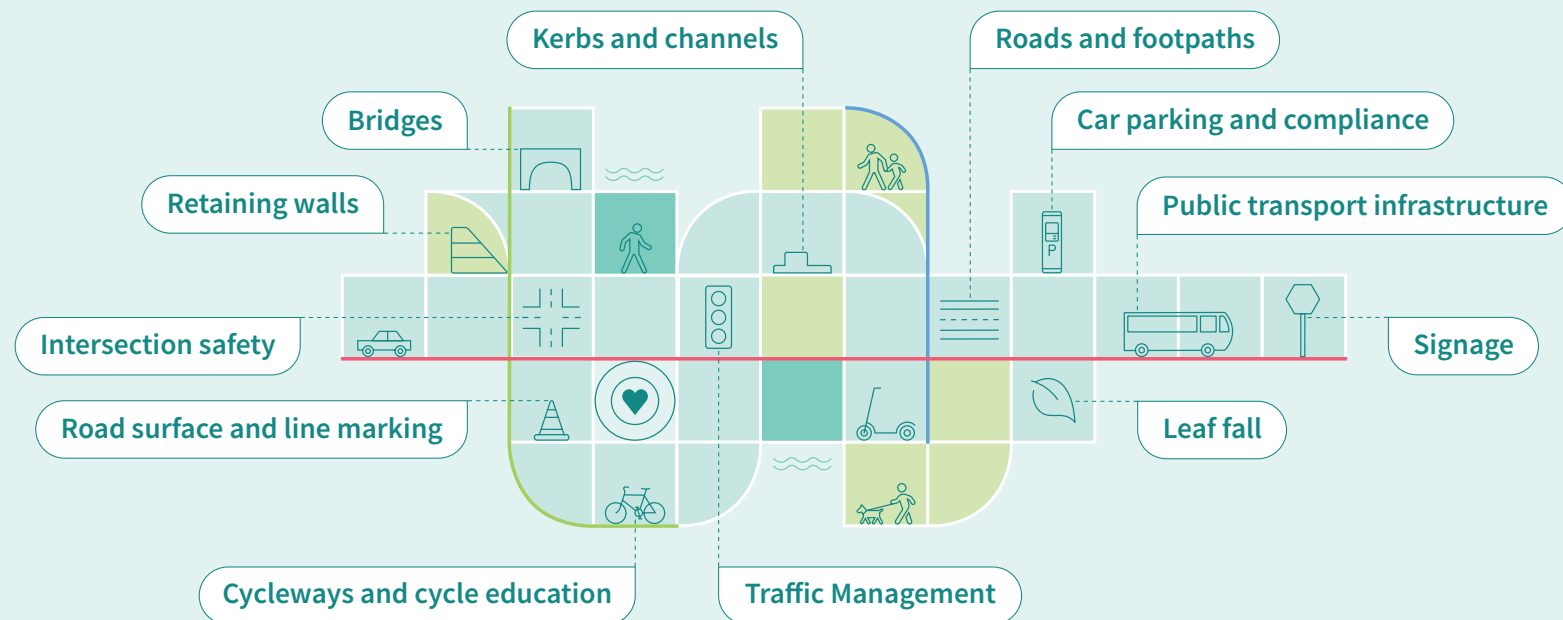 Kerbs and channels
Roads and footpaths
Bridges
Car parking and compliance
Retaining walls
Public transport infrastructure
P
Intersection safety
Signage
Road surface and line marking
Leaf fall
Cycleways and cycle education
Traffic Management